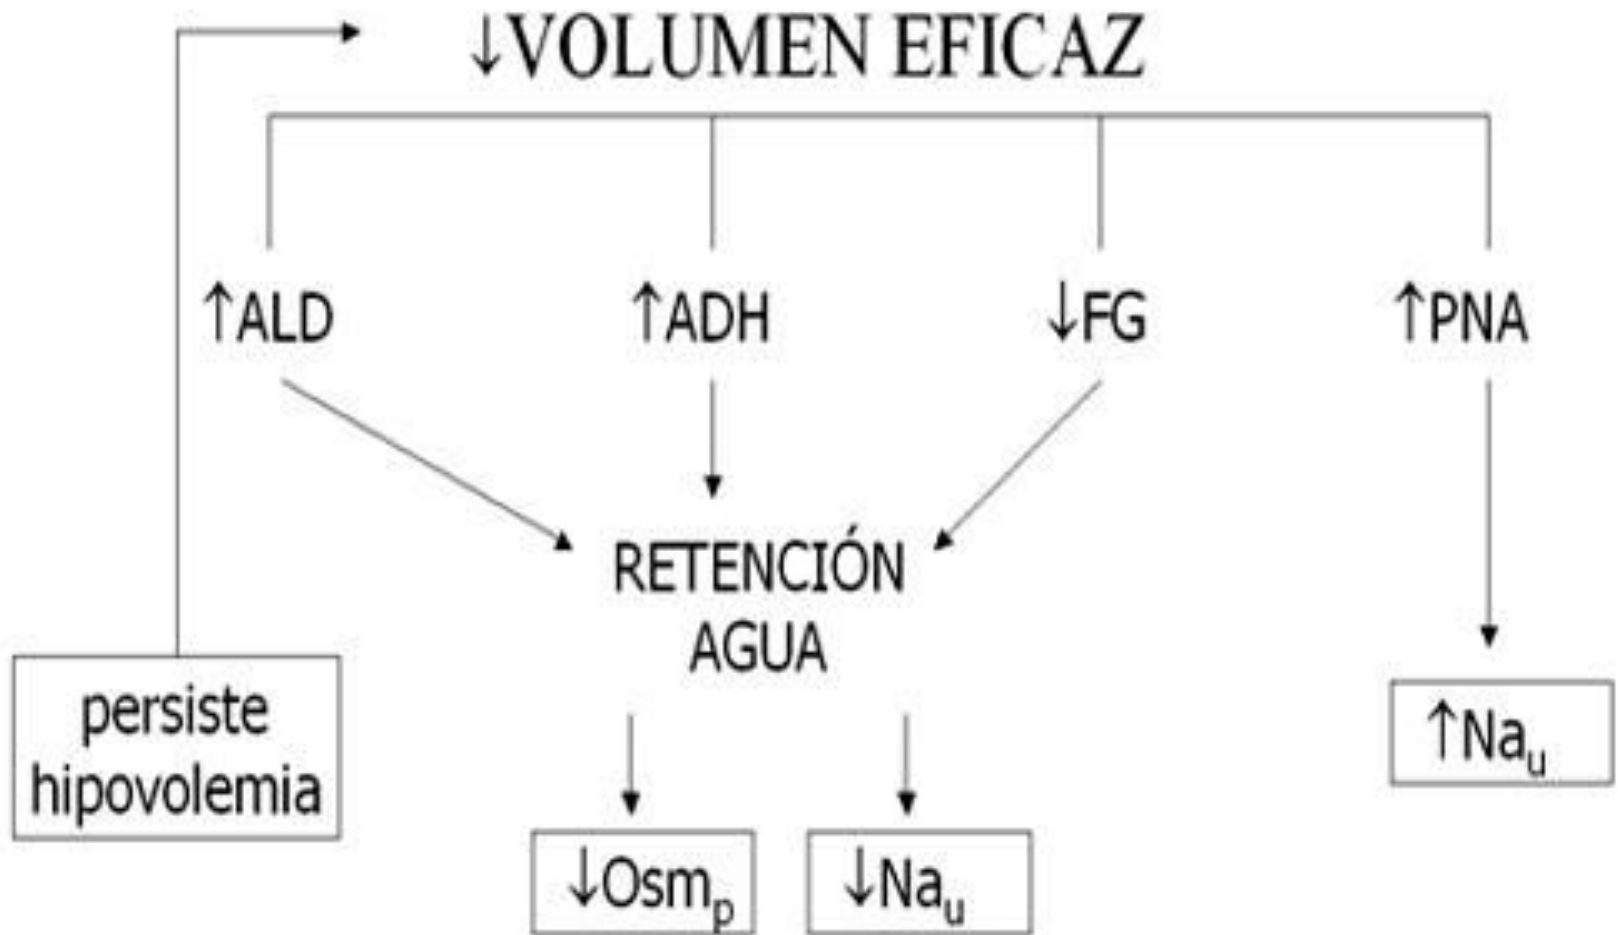 ↓VOLUMEN EFICAZ
↑ALD
↑ADH
↓FG
↑PNA
RETENCIÓN
AGUA
persiste
hipovolemia
↑Naᵤ
↓Osmₚ
↓Naᵤ